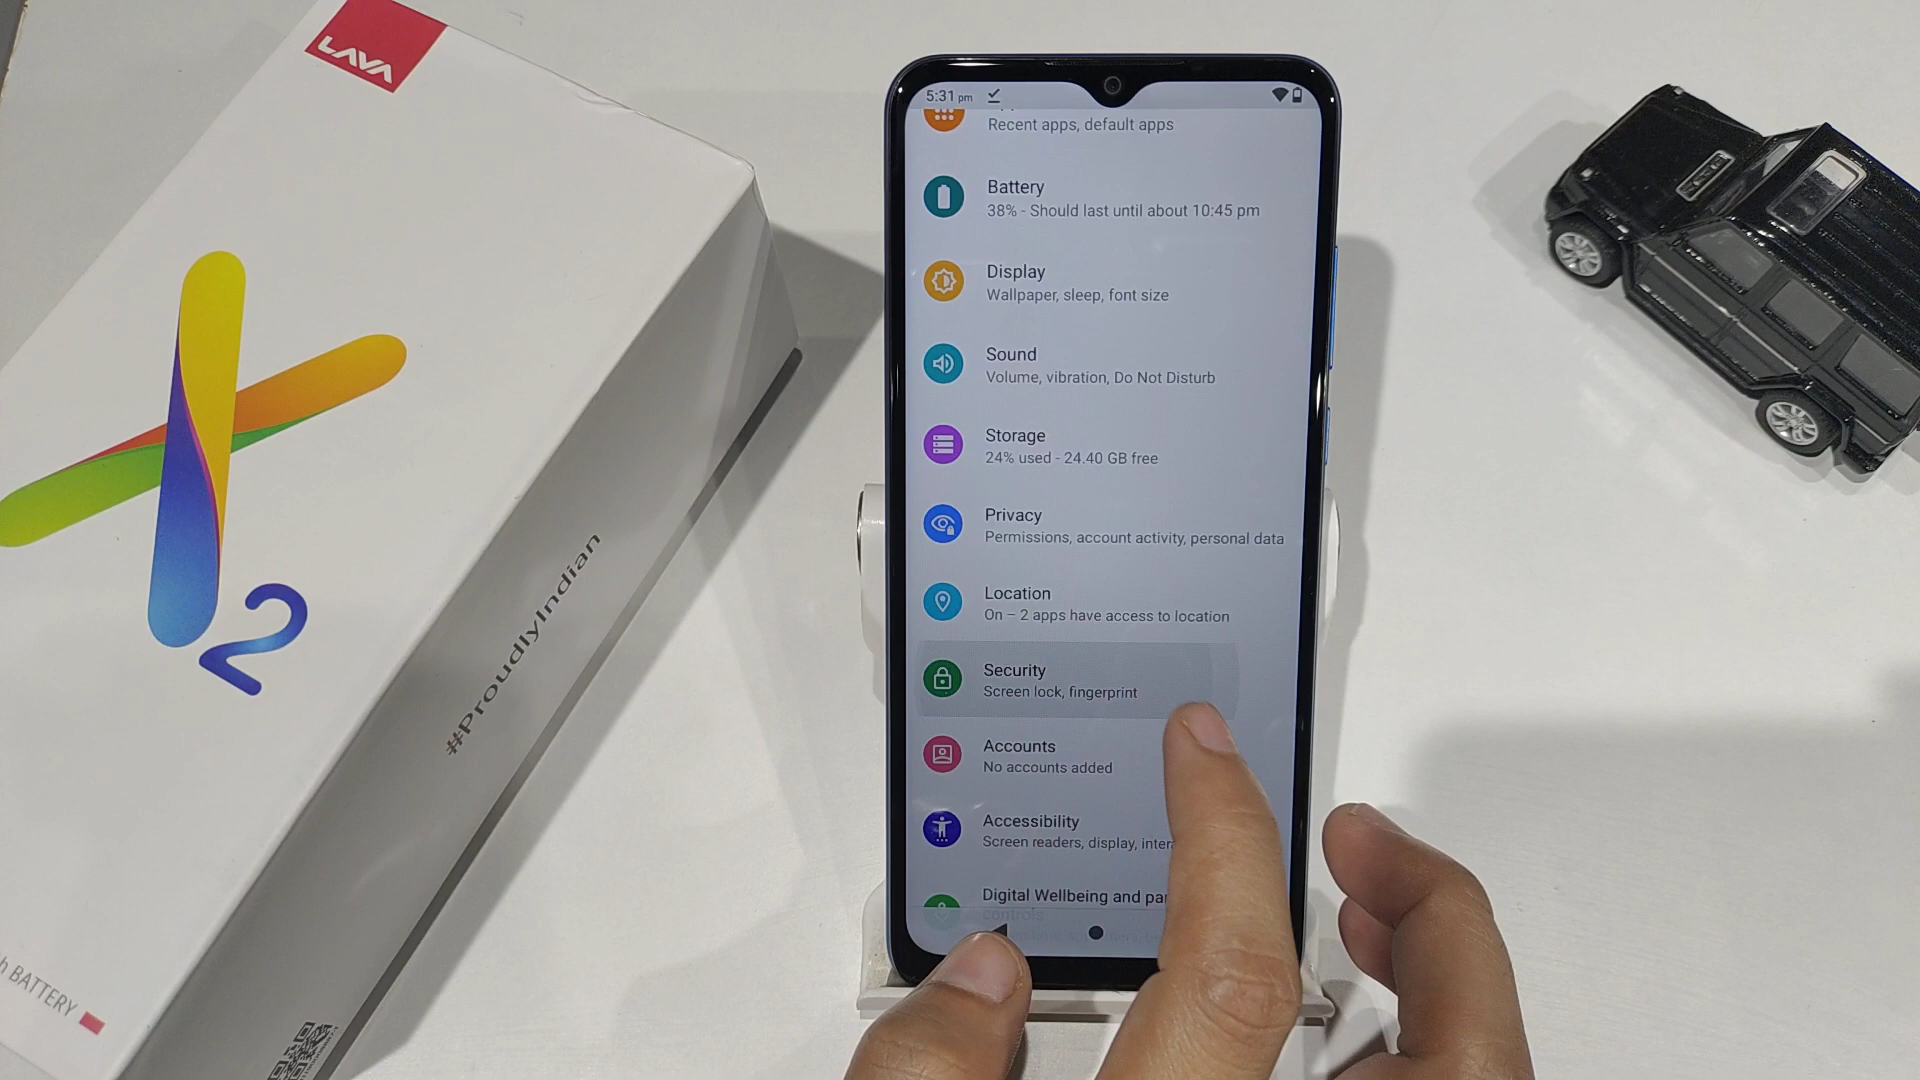 LAVA
X2
#ProudlyIndian
BATTERY
5:31 pm
Recent apps, default apps
Battery
38% - Should last until about 10:45 pm
Display
Wallpaper, sleep, font size
Sound
Volume, vibration, Do Not Disturb
Storage
24% used - 24.40 GB free
Privacy
Permissions, account activity, personal data
Location
On – 2 apps have access to location
Security
Screen lock, fingerprint
Accounts
No accounts added
Accessibility
Screen readers, display,
Digital Wellbeing and
controls